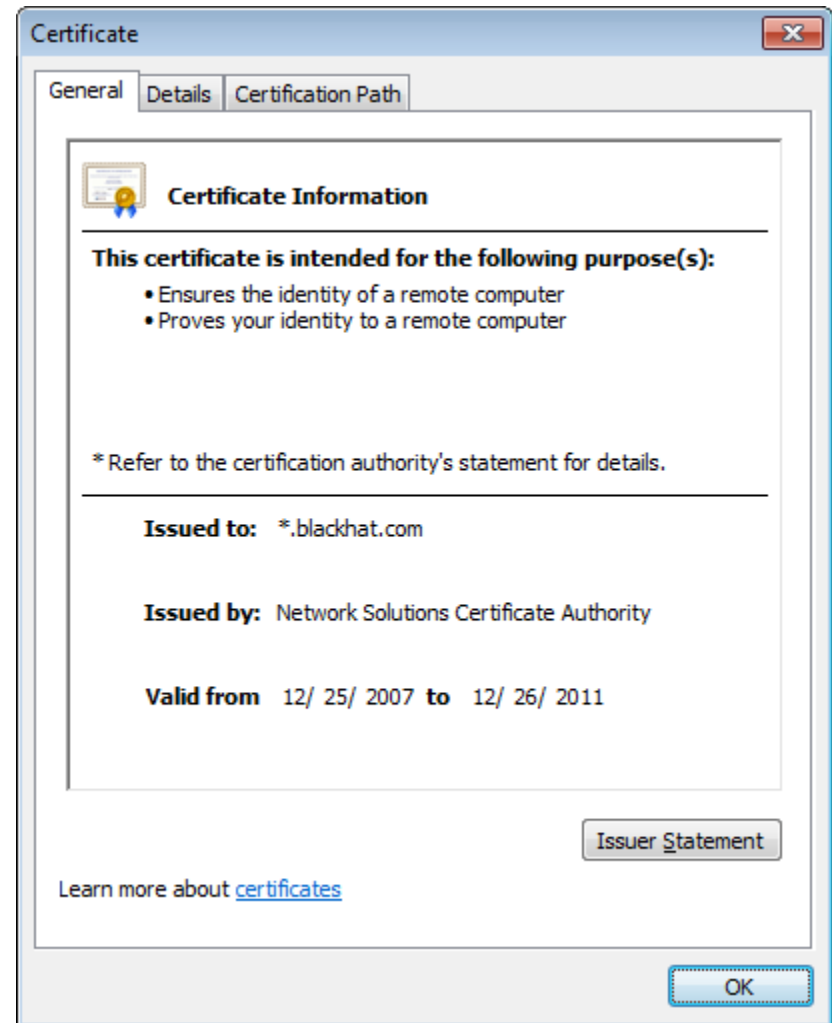 Certificate
General Details Certification Path
Certificate Information
This certificate is intended for the following purpose(s):
• Ensures the identity of a remote computer
• Proves your identity to a remote computer
* Refer to the certification authority's statement for details.
Issued to: *.blackhat.com
Issued by: Network Solutions Certificate Authority
Valid from 12/ 25/ 2007 to 12/ 26/ 2011
Issuer Statement
Learn more about certificates
OK